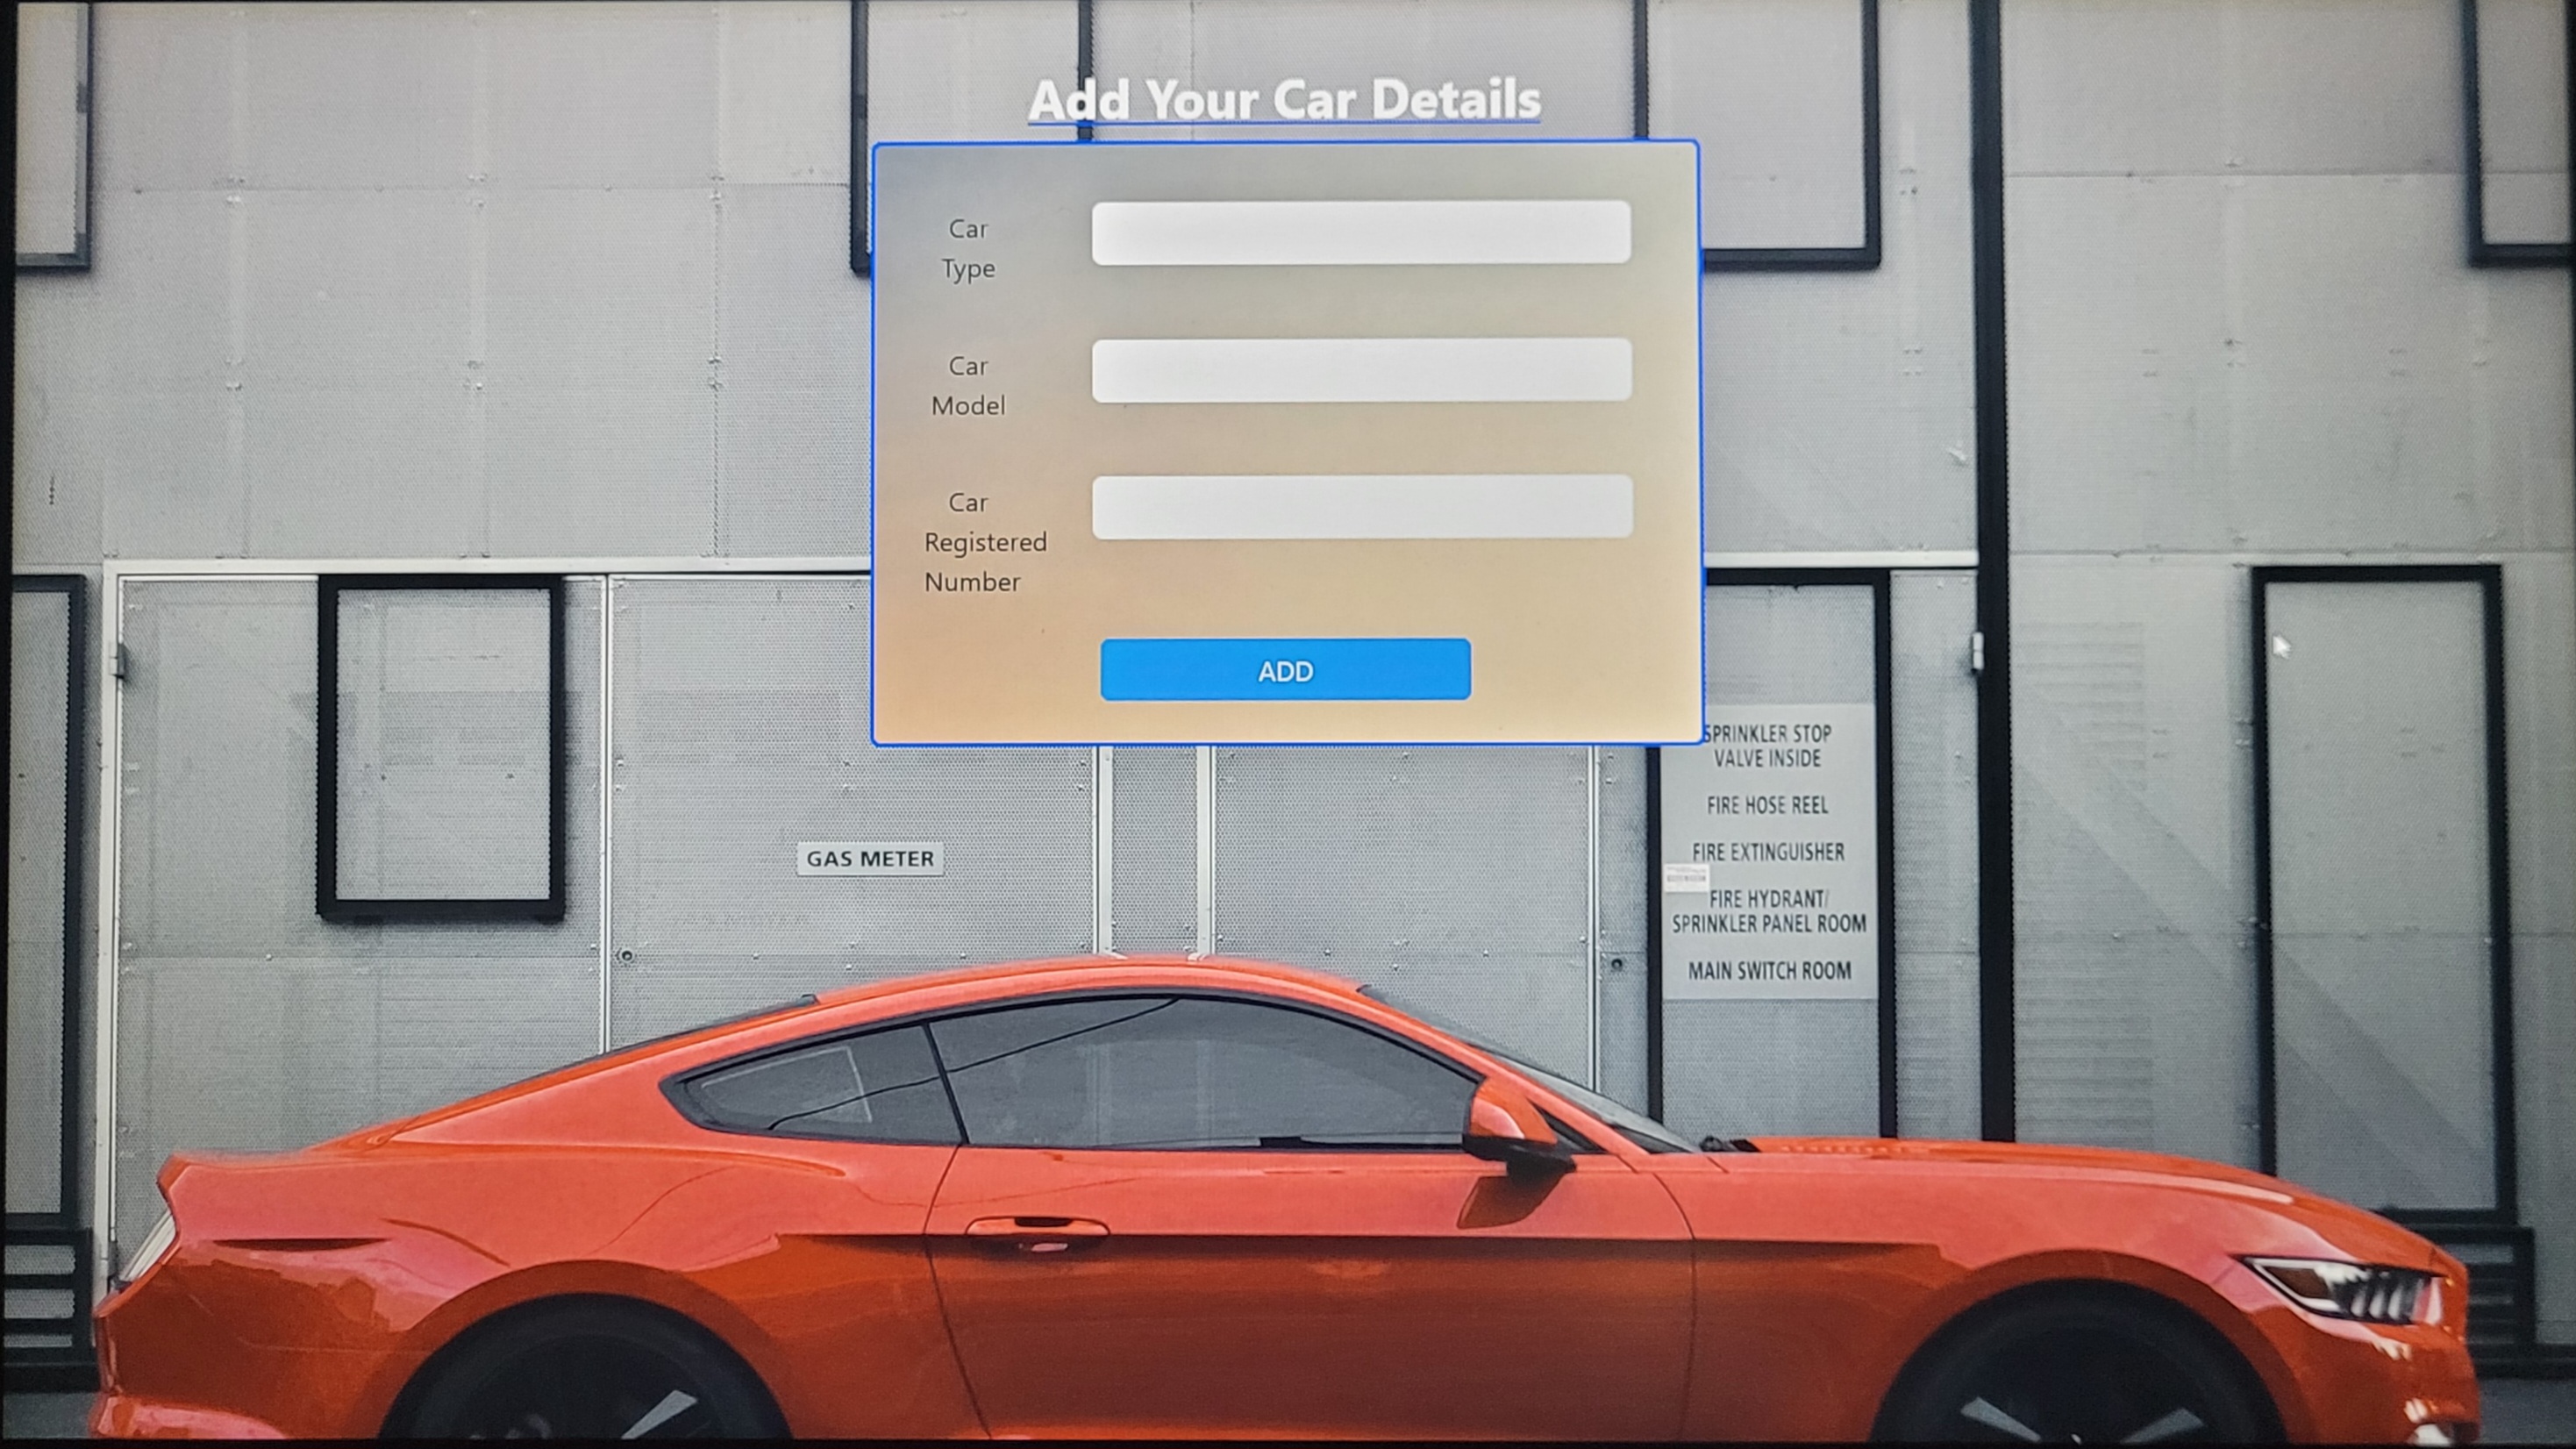 Add Your Car Details
Car
Type
Car
Model
Car
Registered
Number
ADD
SPRINKLER STOP
VALVE INSIDE
FIRE HOSE REEL
FIRE EXTINGUISHER
FIRE HYDRANT/
SPRINKLER PANEL ROOM
MAIN SWITCH ROOM
GAS METER